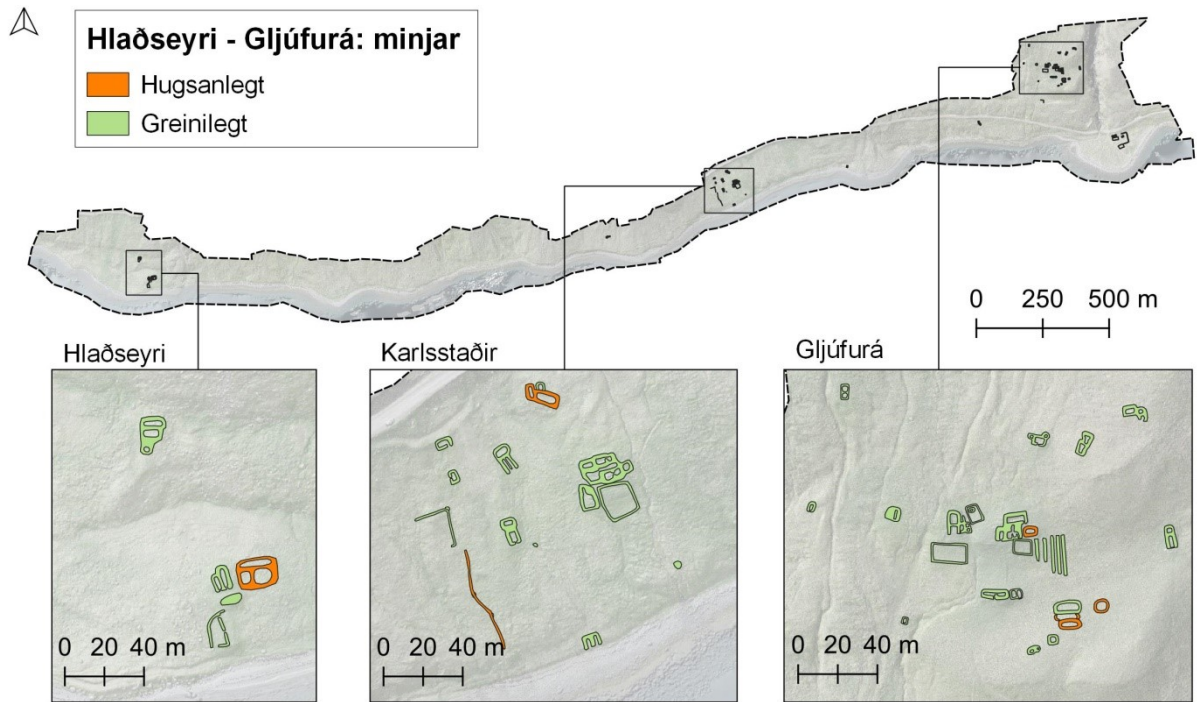 Hlaðseyri - Gljúfurá: minjar
Hugsanlegt
Greinilegt
0 250 500 m
Hlaðseyri
Karlsstaðir
Gljúfurá
0 20 40 m
0 20 40 m
0 20 40 m